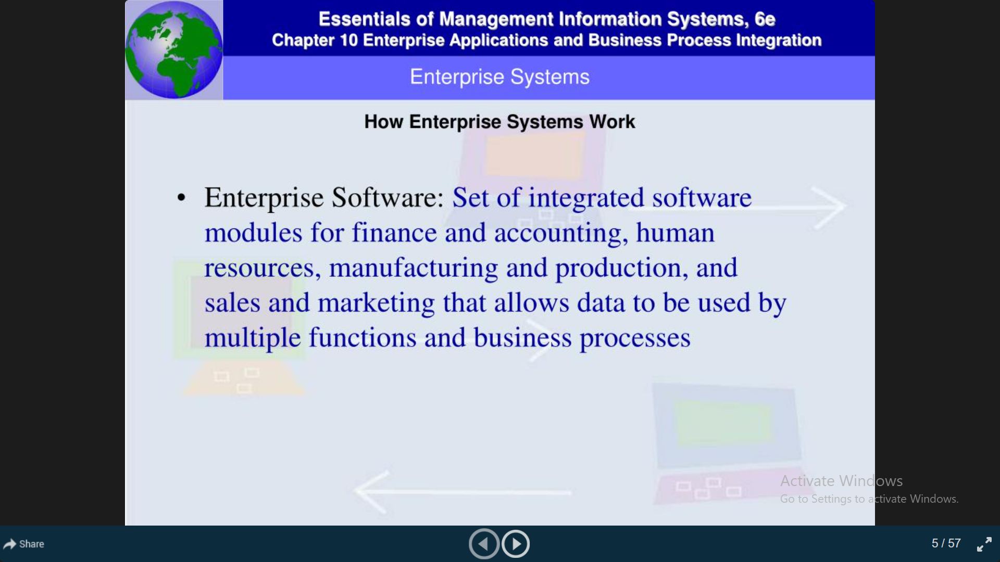 Essentials of Management Information Systems, 6e
Chapter 10 Enterprise Applications and Business Process Integration
Enterprise Systems
How Enterprise Systems Work
• Enterprise Software: Set of integrated software
modules for finance and accounting, human
resources, manufacturing and production, and
sales and marketing that allows data to be used by
multiple functions and business processes
Activate Windows
Go to Settings to activate Windows.
Share
5 / 57